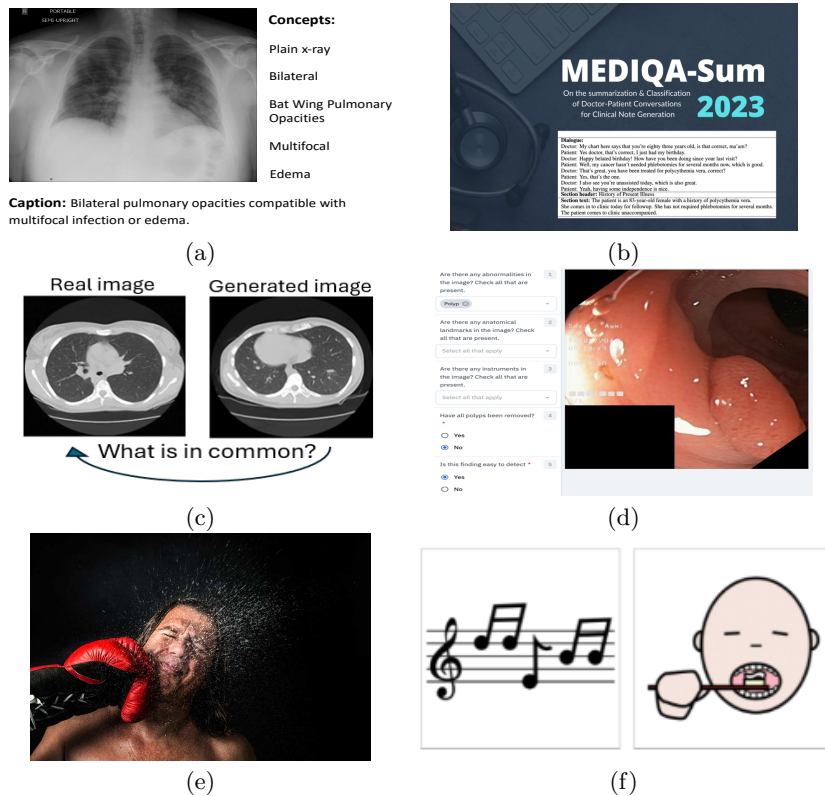 PORTABLE
SEMI-UPRIGHT
Concepts:
Plain x-ray
Bilateral
Bat Wing Pulmonary
Opacities
Multifocal
Edema
Caption: Bilateral pulmonary opacities compatible with
multifocal infection or edema.
(a)
MEDIQA-Sum
On the summarization & Classification
of Doctor-Patient Conversations
for Clinical Note Generation
2023
Dialogue:
Doctor: My chart here says that you're eighty three years old, is that correct, ma'am?
Patient: Yes doctor, that's correct, I just had my birthday.
Doctor: Happy belated birthday! How have you been doing since your last visit?
Patient: Well, my cancer hasn't needed phlebotomies for several months now, which is good.
Doctor: That's great, you have been treated for polycythemia vera, correct?
Patient: Yes, that's the one.
Doctor: I also see you're unassisted today, which is also great.
Patient: Yeah, having some independence is nice.
Section header: History of Present Illness
Section text: The patient is an 83-year-old female with a history of polycythemia vera.
She comes in to clinic today for followup. She has not required phlebotomies for several months.
The patient comes to clinic unaccompanied.
(b)
Real image
Generated image
What is in common?
(c)
Are there any abnormalities in
the image? Check all that are
present.
1
Polyp
Are there any anatomical
landmarks in the image? Check
all that are present.
2
Select all that apply
Are there any instruments in
the image? Check all that are
present.
3
Select all that apply
Have all polyps been removed?
*
4
Yes
No
Is this finding easy to detect *
5
Yes
No
(d)
(e)
(f)